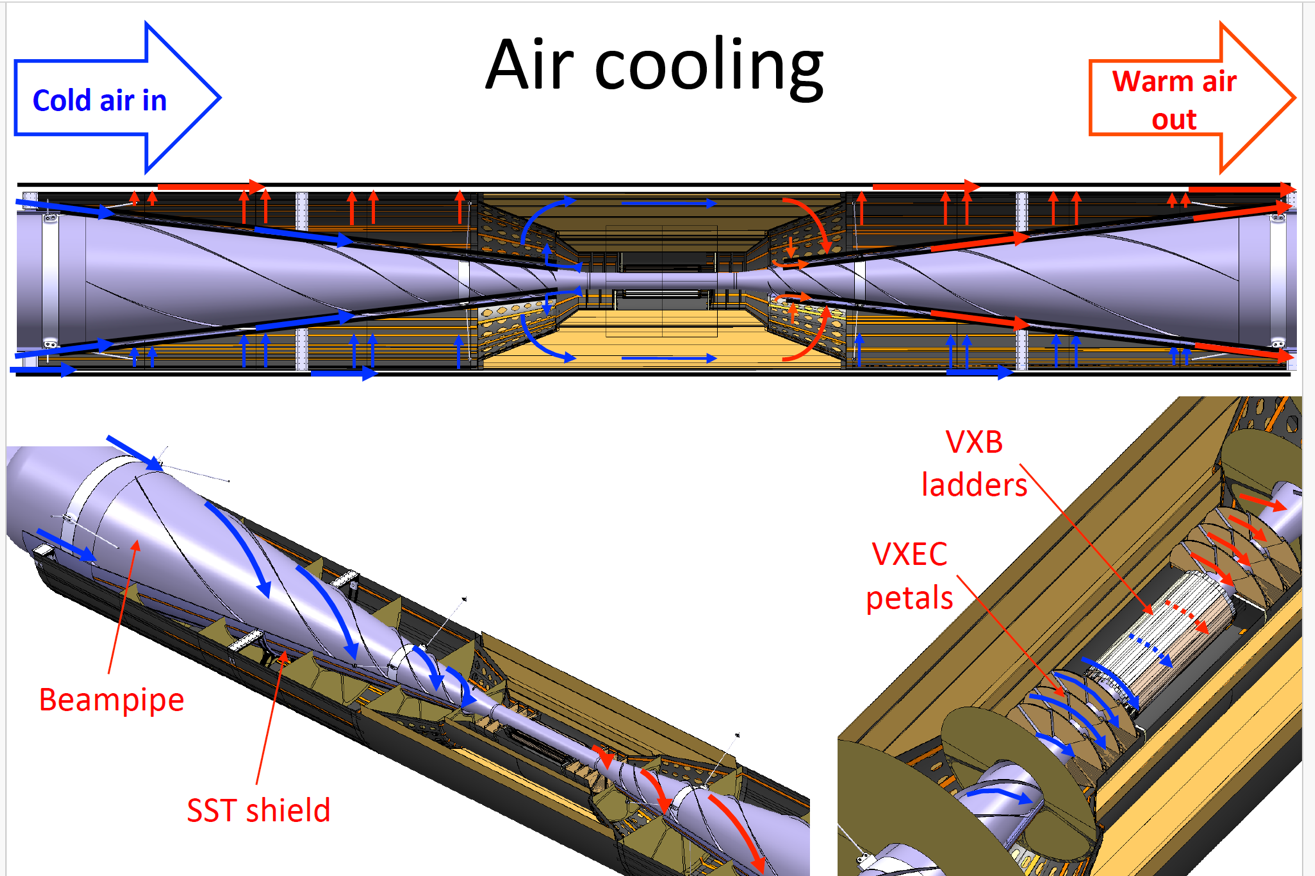 Air cooling
Cold air in
Warm air
out
VXB
ladders
VXEC
petals
Beampipe
SST shield